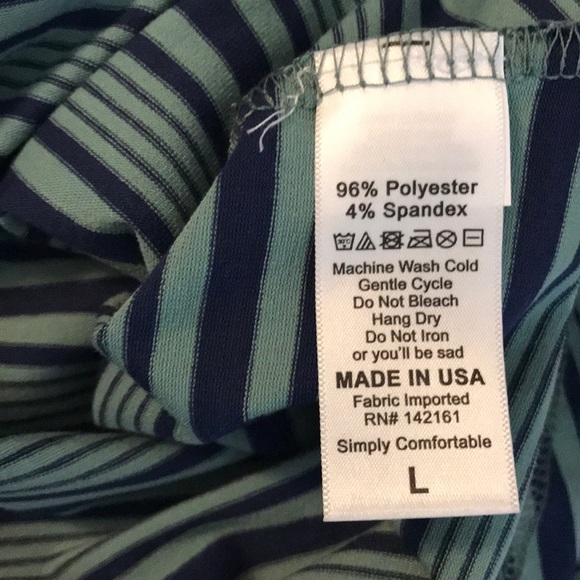 96% Polyester
4% Spandex
Machine Wash Cold
Gentle Cycle
Do Not Bleach
Hang Dry
Do Not Iron
or you'll be sad
MADE IN USA
Fabric Imported
RN# 142161
Simply Comfortable
L